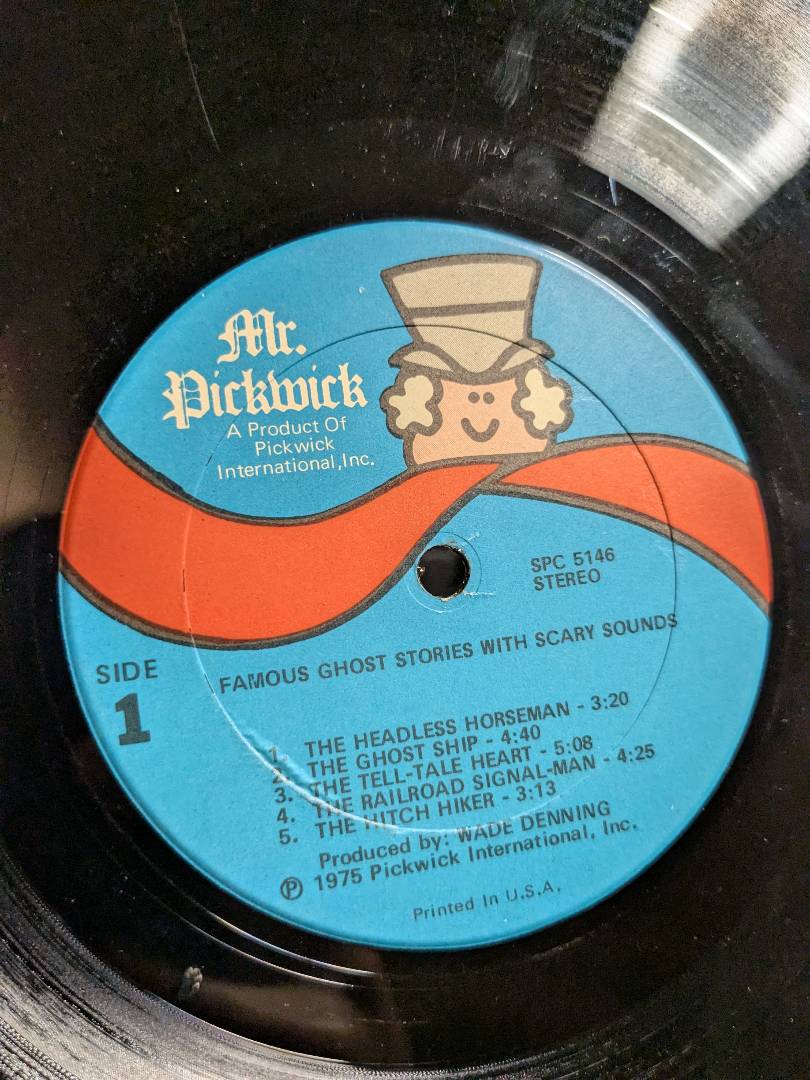 Mr.
Pickwick
A Product Of
Pickwick
International, Inc.
SPC 5146
STEREO
SIDE
1
FAMOUS GHOST STORIES WITH SCARY SOUNDS
1. THE HEADLESS HORSEMAN - 3:20
2. THE GHOST SHIP - 4:40
3. THE TELL-TALE HEART - 5:08
4. THE RAILROAD SIGNAL-MAN - 4:25
5. THE HITCH HIKER - 3:13
Produced by: WADE DENNING
℗ 1975 Pickwick International, Inc.
Printed In U.S.A.